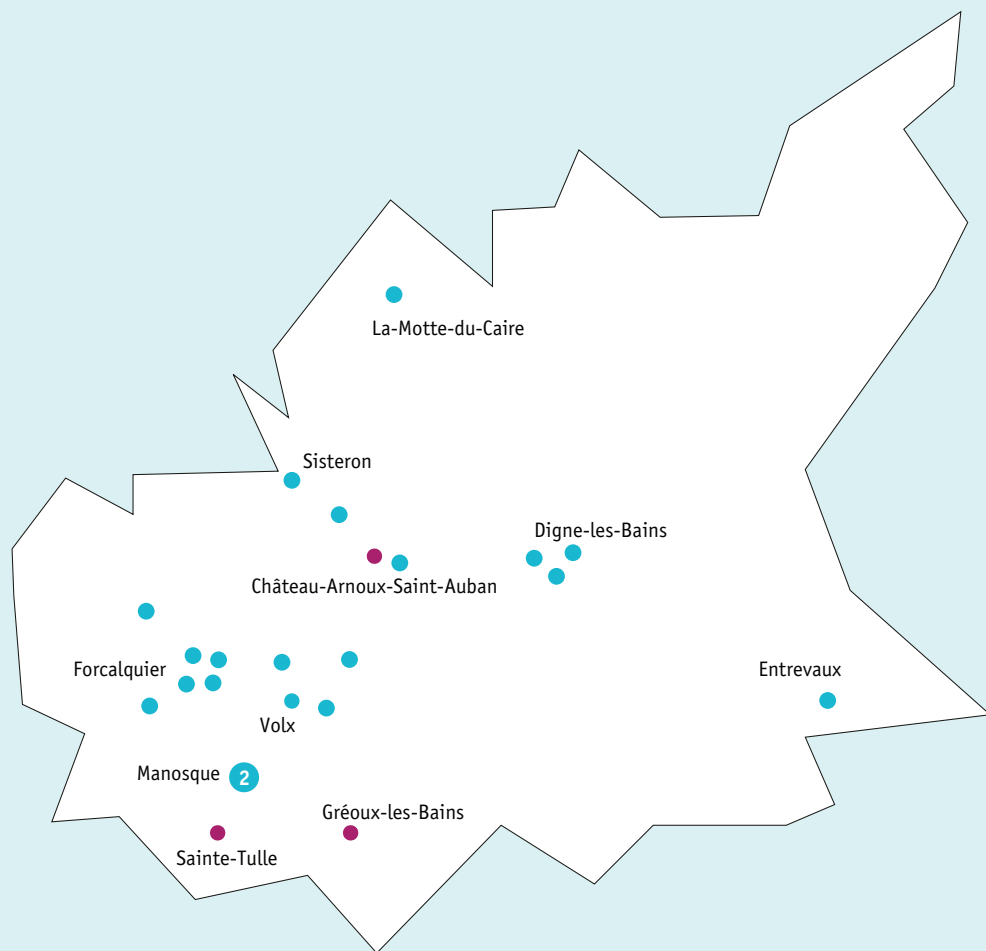 La-Motte-du-Caire
Sisteron
Digne-les-Bains
Château-Arnoux-Saint-Auban
Forcalquier
Entrevaux
Volx
Manosque
2
Gréoux-les-Bains
Sainte-Tulle